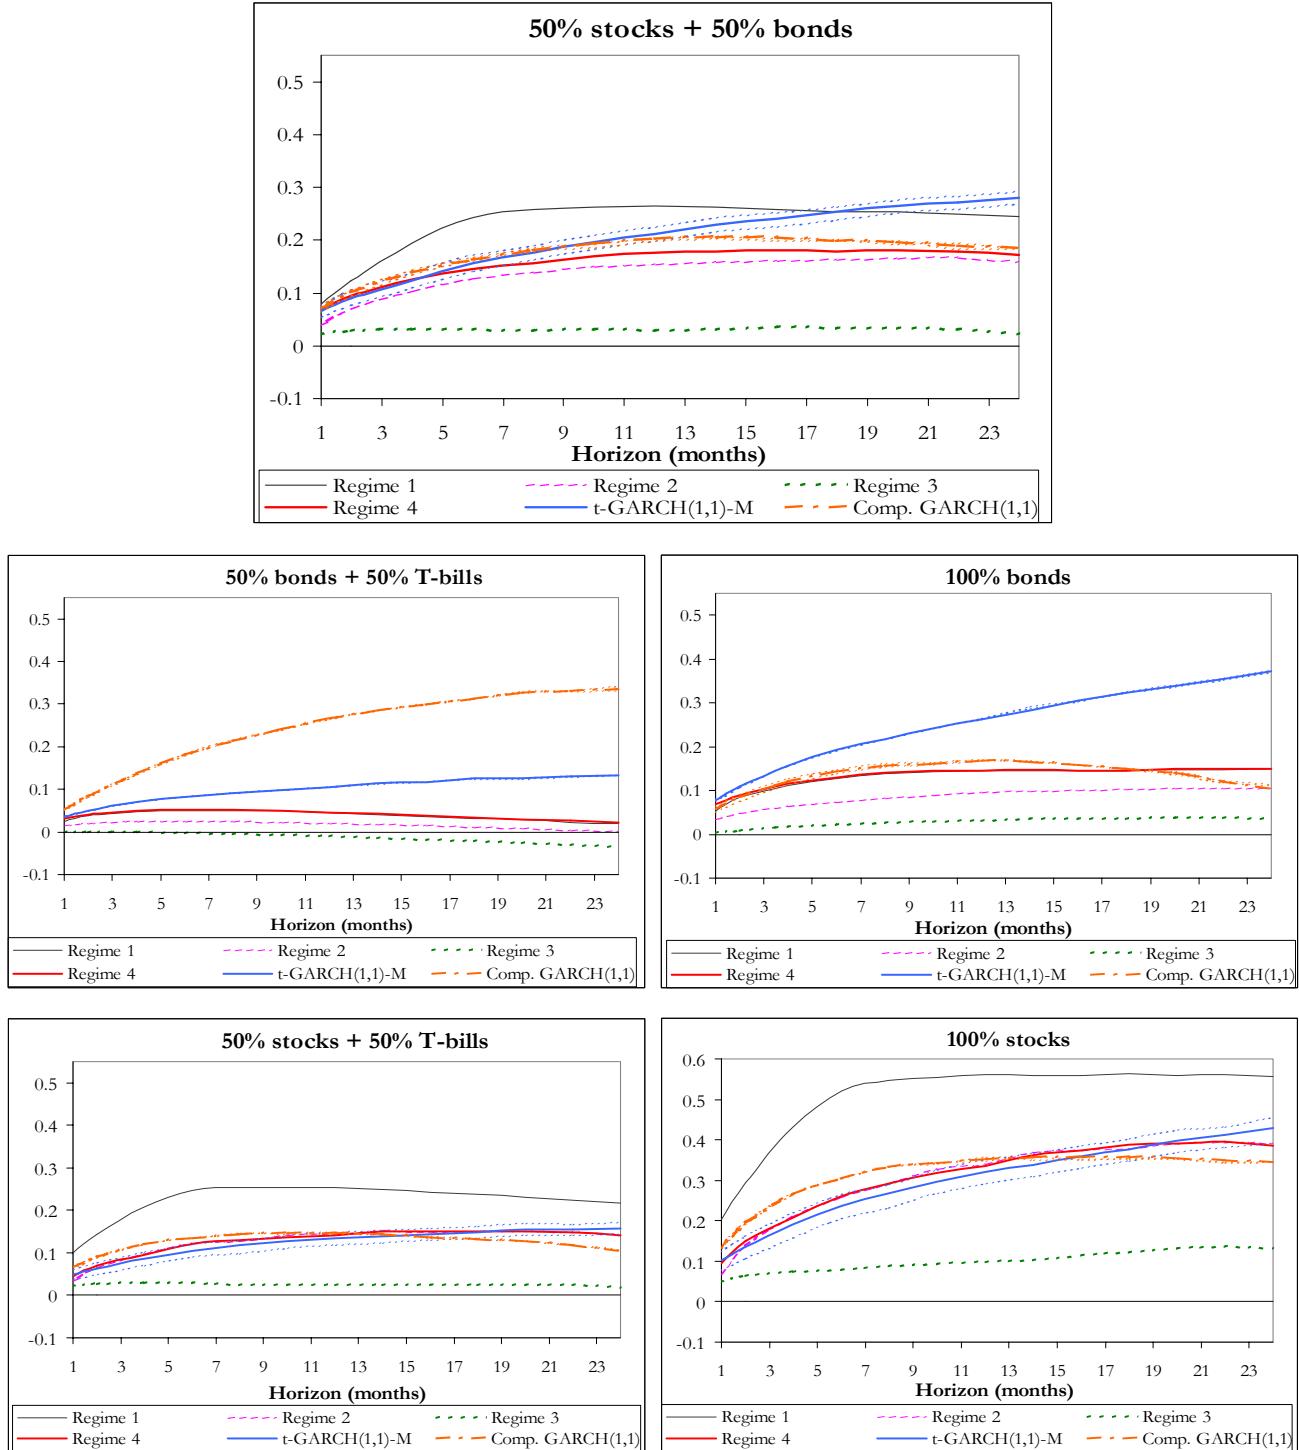 50% stocks + 50% bonds
0.5
0.4
0.3
0.2
0.1
0
-0.1
1 3 5 7 9 11 13 15 17 19 21 23
Horizon (months)
Regime 1 Regime 2 Regime 3
Regime 4 t-GARCH(1,1)-M Comp. GARCH(1,1)
50% bonds + 50% T-bills
0.5
0.4
0.3
0.2
0.1
0
-0.1
1 3 5 7 9 11 13 15 17 19 21 23
Horizon (months)
Regime 1 Regime 2 Regime 3
Regime 4 t-GARCH(1,1)-M Comp. GARCH(1,1)
100% bonds
0.5
0.4
0.3
0.2
0.1
0
-0.1
1 3 5 7 9 11 13 15 17 19 21 23
Horizon (months)
Regime 1 Regime 2 Regime 3
Regime 4 t-GARCH(1,1)-M Comp. GARCH(1,1)
50% stocks + 50% T-bills
0.5
0.4
0.3
0.2
0.1
0
-0.1
1 3 5 7 9 11 13 15 17 19 21 23
Horizon (months)
Regime 1 Regime 2 Regime 3
Regime 4 t-GARCH(1,1)-M Comp. GARCH(1,1)
100% stocks
0.6
0.5
0.4
0.3
0.2
0.1
0
-0.1
1 3 5 7 9 11 13 15 17 19 21 23
Horizon (months)
Regime 1 Regime 2 Regime 3
Regime 4 t-GARCH(1,1)-M Comp. GARCH(1,1)